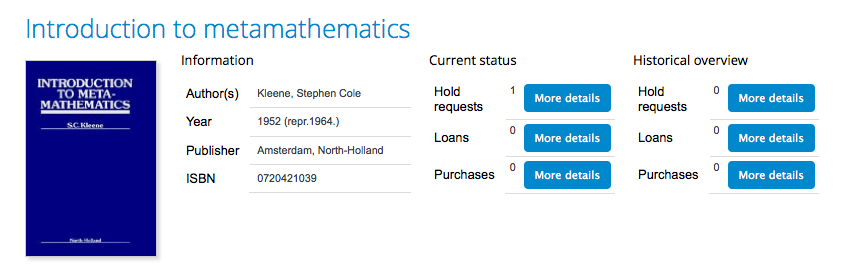 Introduction to metamathematics
INTRODUCTION
TO META-
MATHEMATICS
S.C. Kleene
North-Holland
Information
Author(s) Kleene, Stephen Cole
Year 1952 (repr.1964.)
Publisher Amsterdam, North-Holland
ISBN 0720421039
Current status
Hold requests 1 More details
Loans 0 More details
Purchases 0 More details
Historical overview
Hold requests 0 More details
Loans 0 More details
Purchases 0 More details